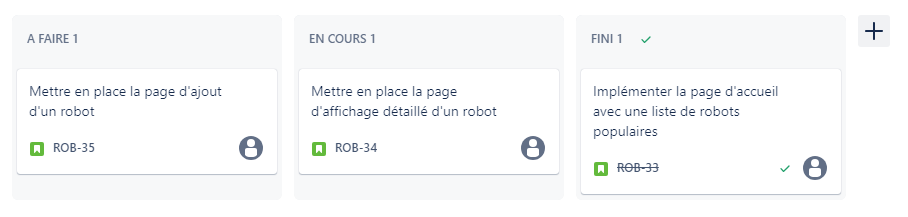 A FAIRE 1
Mettre en place la page d'ajout
d'un robot
ROB-35
EN COURS 1
Mettre en place la page
d'affichage détaillé d'un robot
ROB-34
FINI 1
Implémenter la page d'accueil
avec une liste de robots
populaires
ROB-33